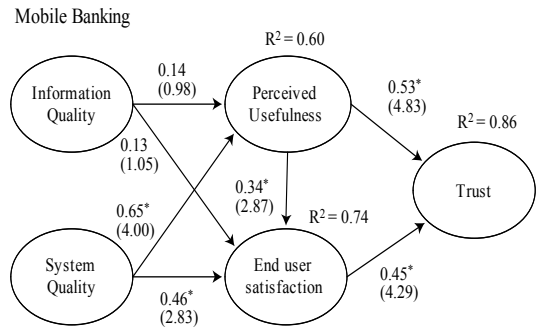 Mobile Banking
R² = 0.60
0.14
(0.98)
Information
Quality
Perceived
Usefulness
0.53*
(4.83)
R² = 0.86
0.13
(1.05)
Trust
0.34*
(2.87)
0.65*
(4.00)
R² = 0.74
System
Quality
End user
satisfaction
0.46*
(2.83)
0.45*
(4.29)